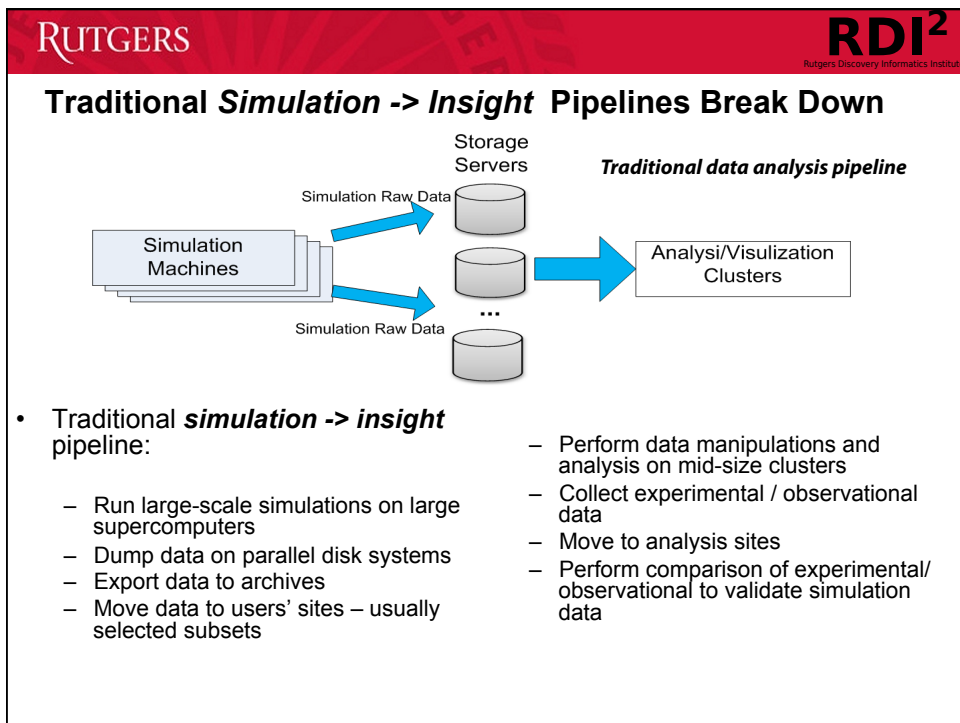 RUTGERS
RDI²
Rutgers Discovery Informatics Institute
Traditional Simulation -> Insight Pipelines Break Down
Storage
Servers
Traditional data analysis pipeline
Simulation Raw Data
Simulation
Machines
Analysi/Visulization
Clusters
...
Simulation Raw Data
• Traditional simulation -> insight
pipeline:
– Run large-scale simulations on large
supercomputers
– Dump data on parallel disk systems
– Export data to archives
– Move data to users’ sites – usually
selected subsets
– Perform data manipulations and
analysis on mid-size clusters
– Collect experimental / observational
data
– Move to analysis sites
– Perform comparison of experimental/
observational to validate simulation
data